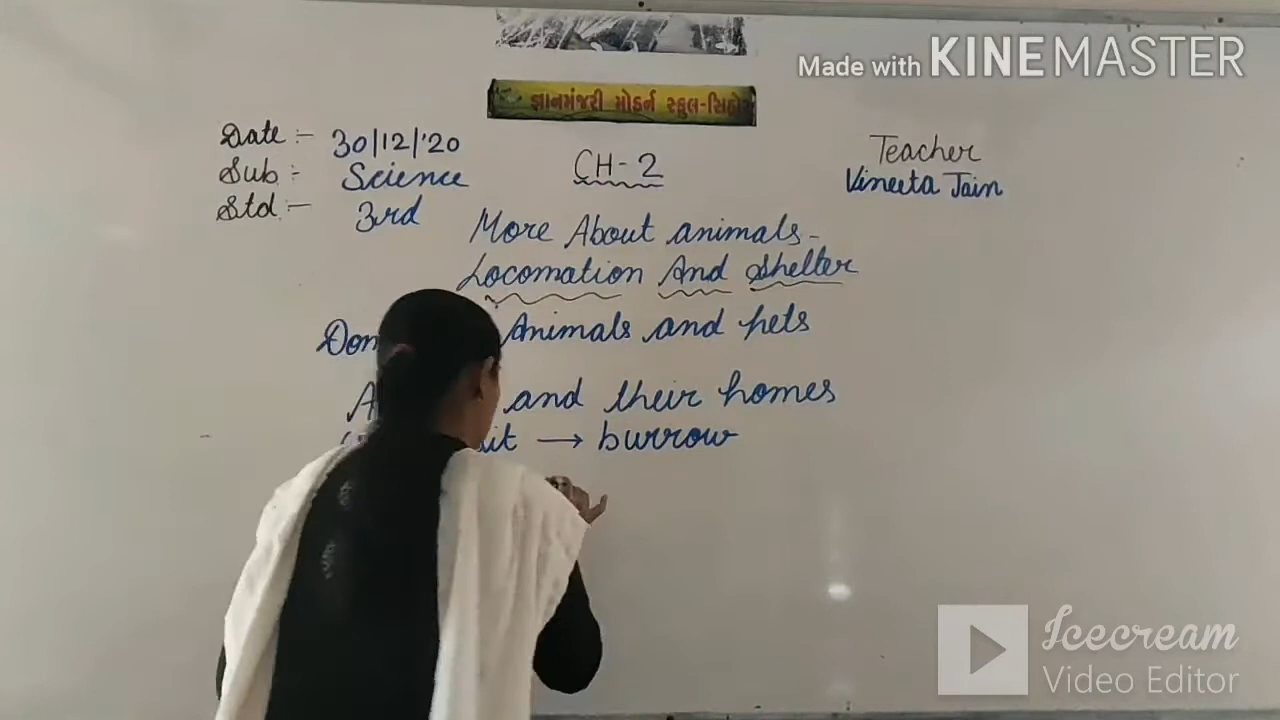 Made with KINEMASTER
જ્ઞાનમંજરી મોડર્ન સ્કુલ-સિહોર
Date :- 30/12/'20
Sub :- Science
Std :- 3rd
CH-2
Teacher
Vineeta Jain
More About animals-
Locomation And Shelter
Animals and pets
and their homes
→ burrow
Icecream
Video Editor